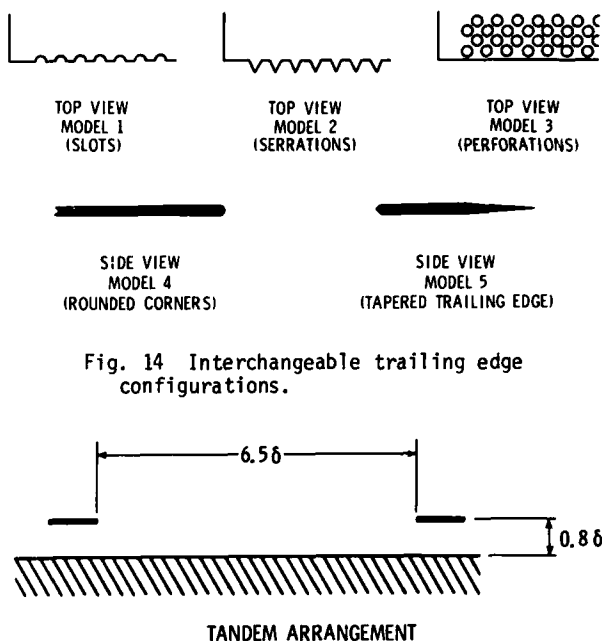 TOP VIEW
MODEL 1
(SLOTS)
TOP VIEW
MODEL 2
(SERRATIONS)
TOP VIEW
MODEL 3
(PERFORATIONS)
SIDE VIEW
MODEL 4
(ROUNDED CORNERS)
SIDE VIEW
MODEL 5
(TAPERED TRAILING EDGE)
Fig. 14 Interchangeable trailing edge
configurations.
6.5δ
0.8δ
TANDEM ARRANGEMENT